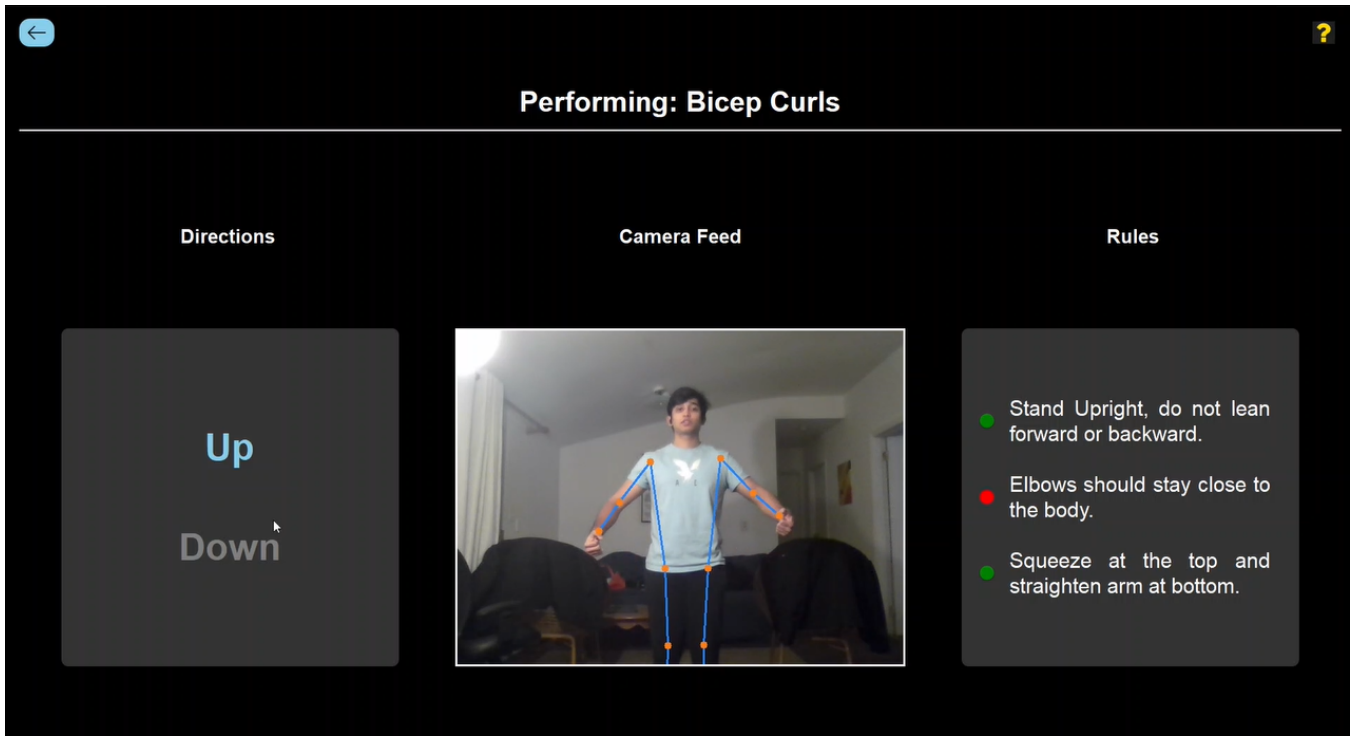 ?
Performing: Bicep Curls
Directions
Camera Feed
Rules
Up
Down
Stand Upright, do not lean
forward or backward.
Elbows should stay close to
the body.
Squeeze at the top and
straighten arm at bottom.